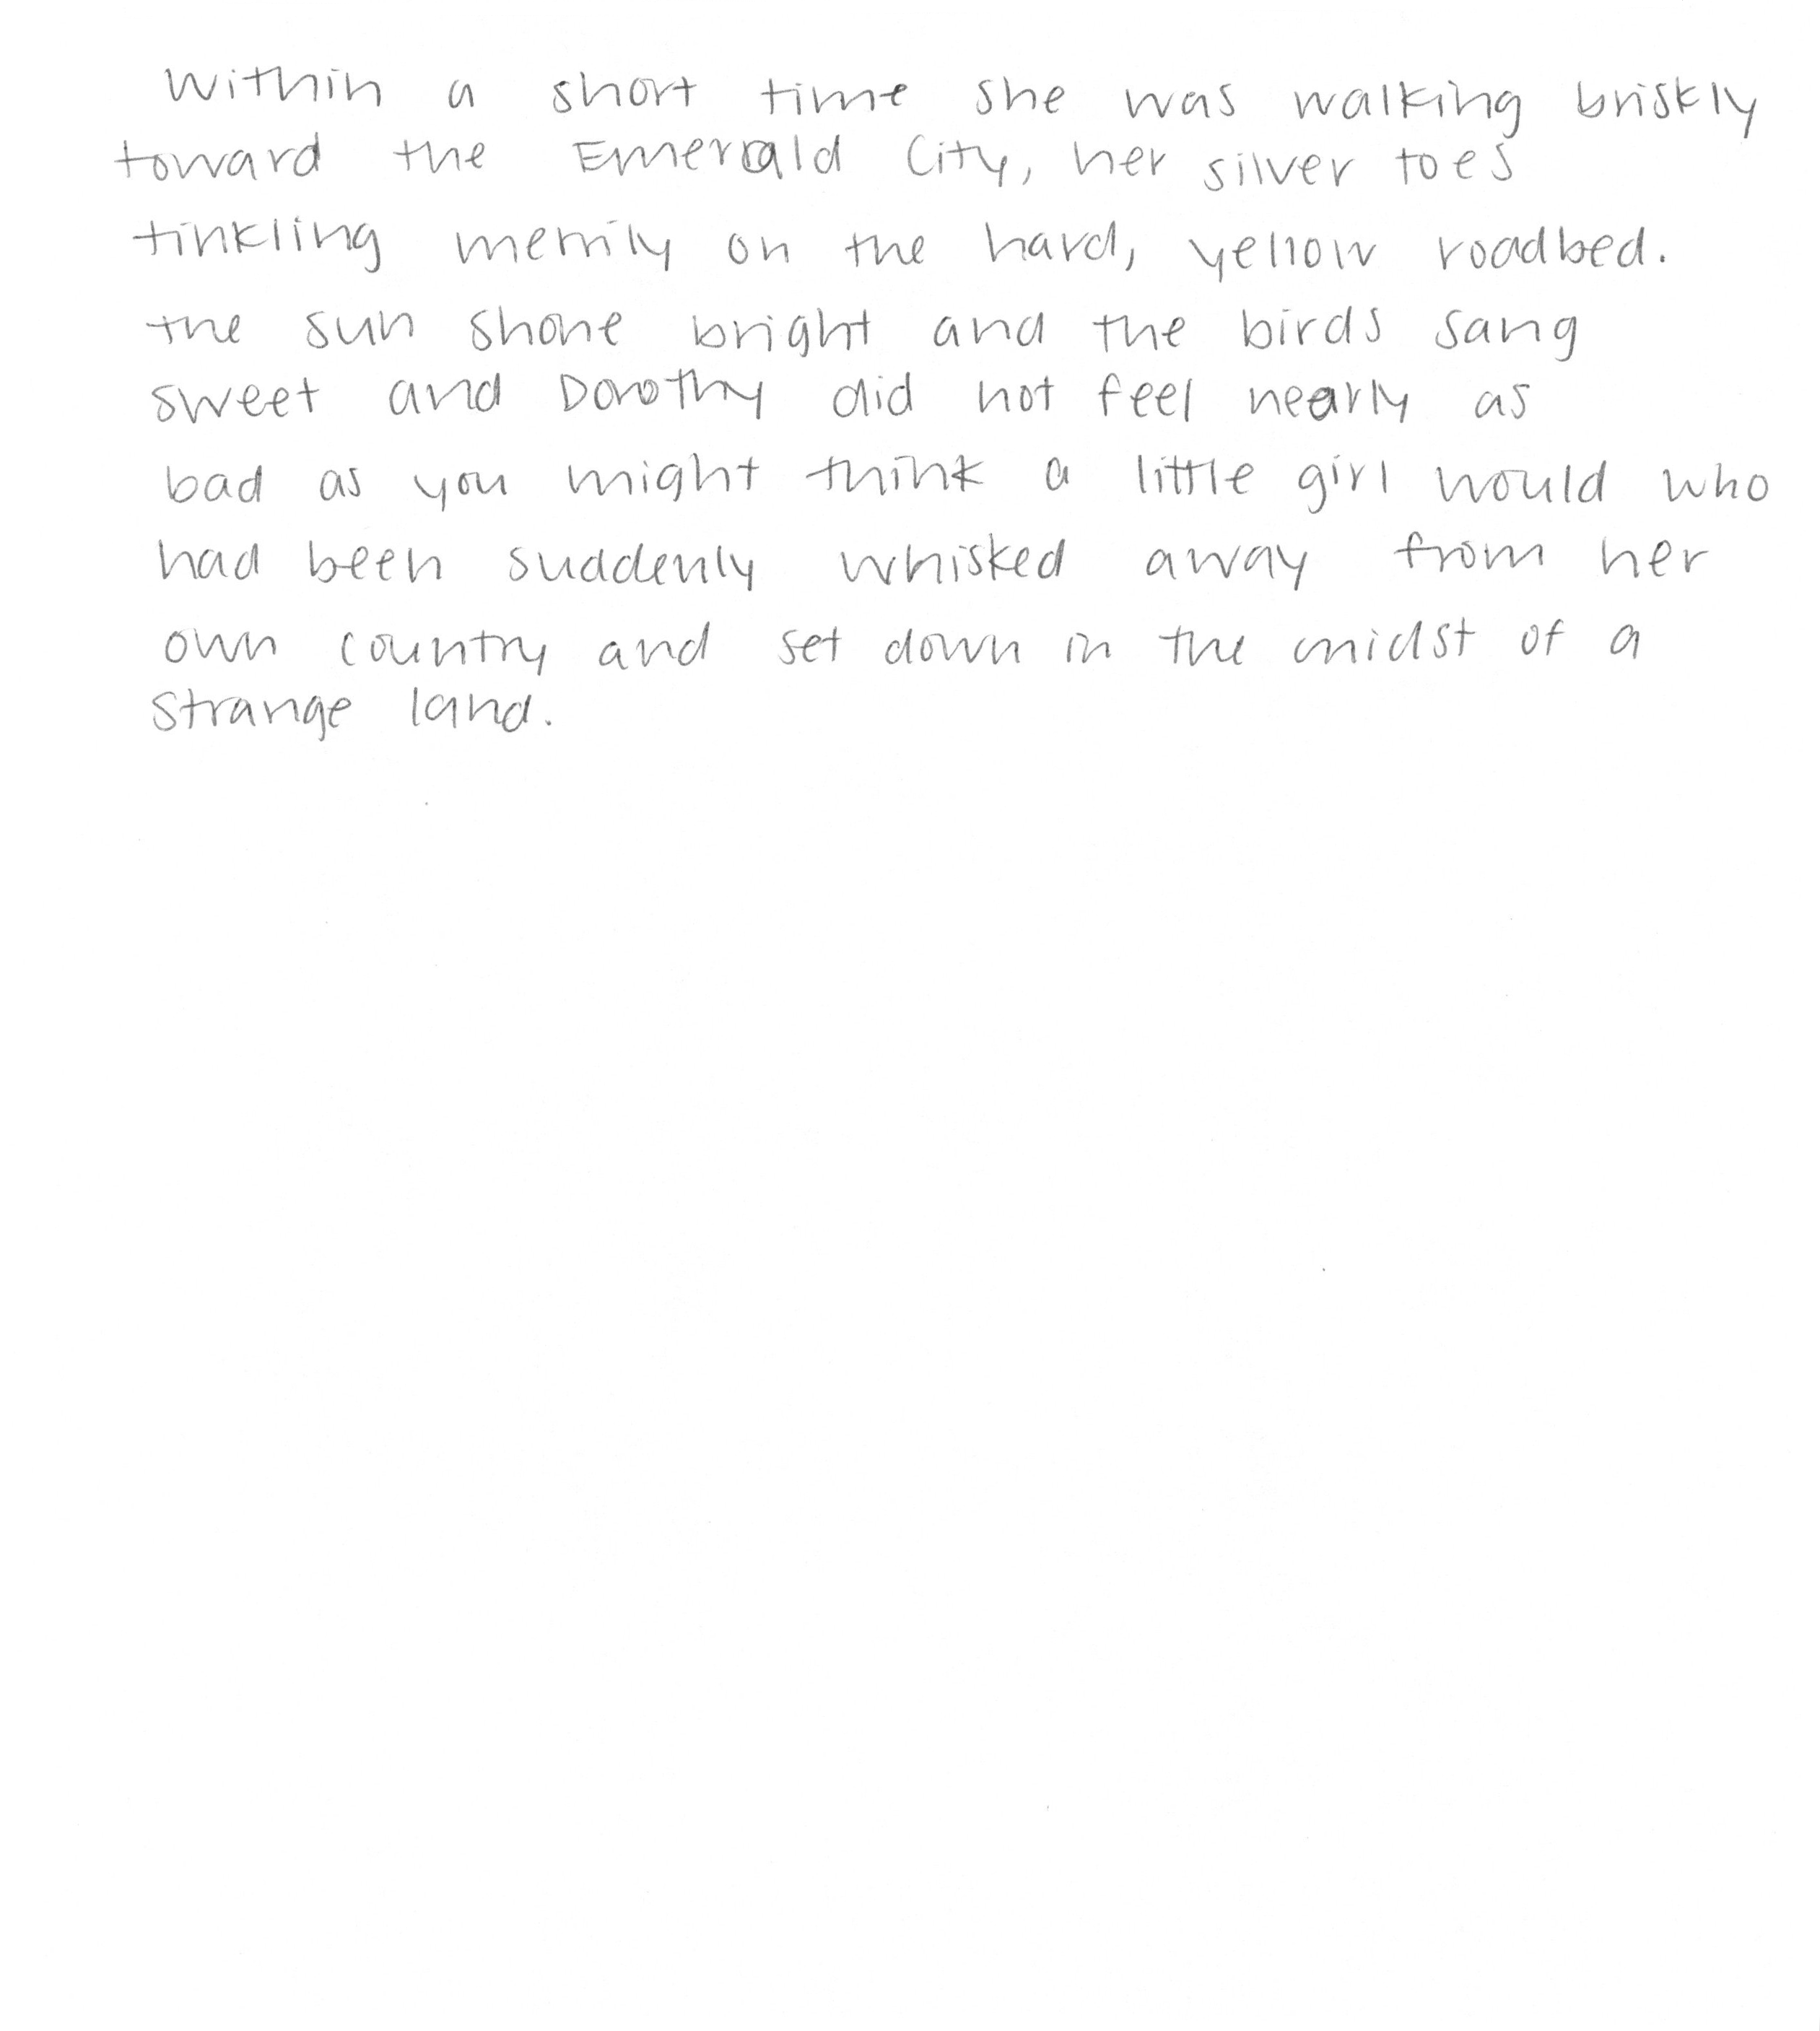 Within a short time she was walking briskly
toward the Emerald City, her silver toes
tinkling merrily on the hard, yellow roadbed.
the sun shone bright and the birds sang
sweet and Dorothy did not feel nearly as
bad as you might think a little girl would who
had been suddenly whisked away from her
own country and set down in the midst of a
strange land.